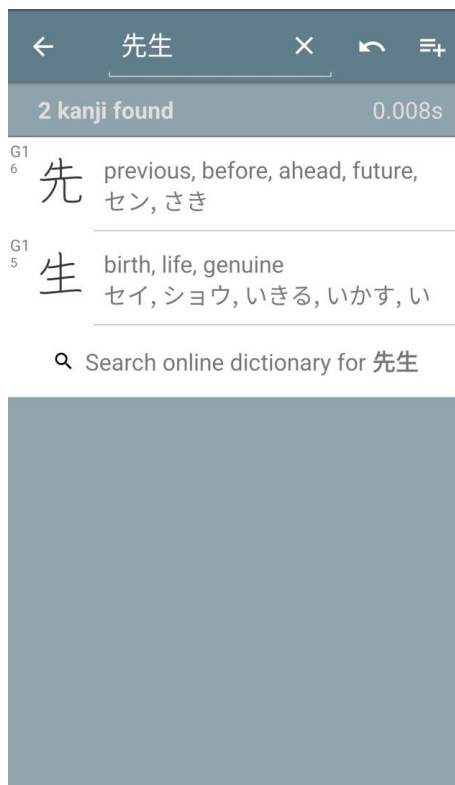 先生
2 kanji found 0.008s
G1
6
先
previous, before, ahead, future,
セン, さき
G1
5
生
birth, life, genuine
セイ, ショウ, いきる, いかす, い
Search online dictionary for 先生